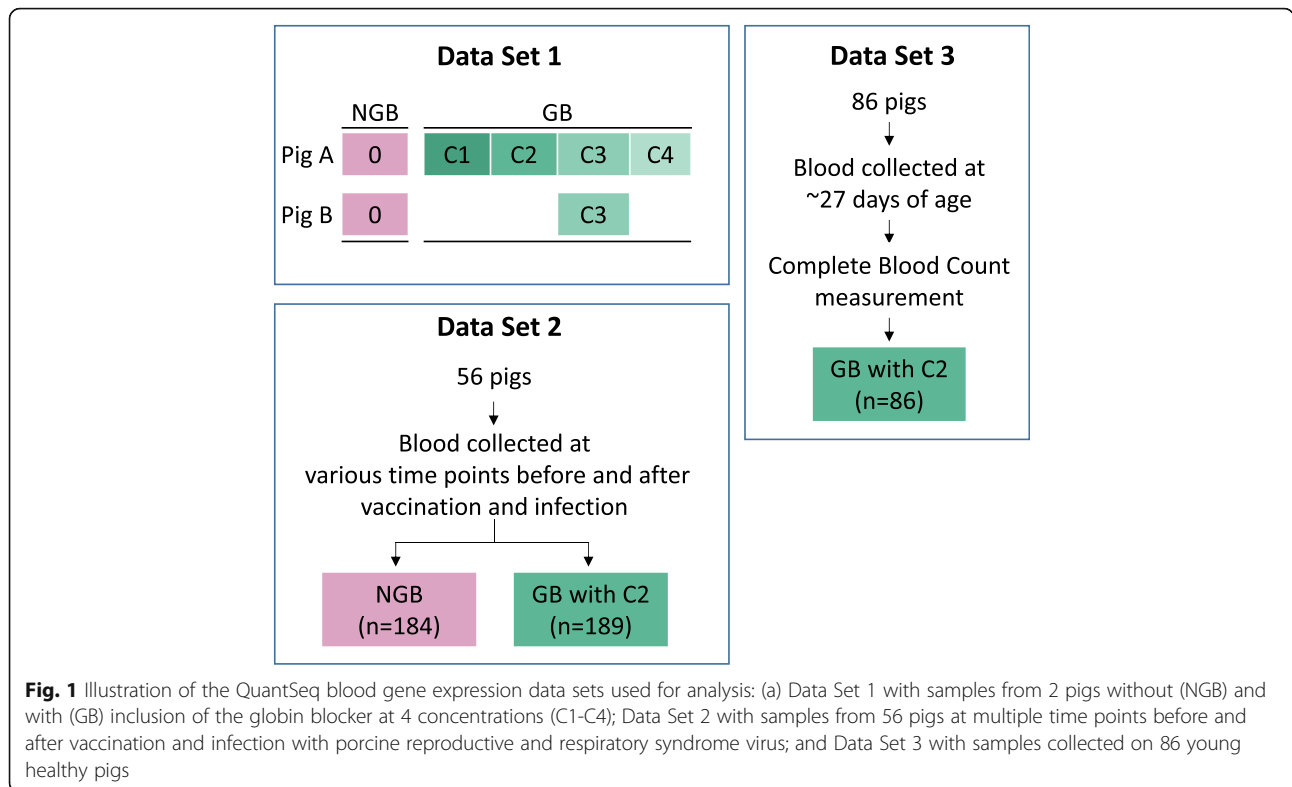 Data Set 1
NGB GB
Pig A 0 C1 C2 C3 C4
Pig B 0 C3
Data Set 2
56 pigs
Blood collected at
various time points before and after
vaccination and infection
NGB
(n=184)
GB with C2
(n=189)
Data Set 3
86 pigs
Blood collected at
~27 days of age
Complete Blood Count
measurement
GB with C2
(n=86)
Fig. 1 Illustration of the QuantSeq blood gene expression data sets used for analysis: (a) Data Set 1 with samples from 2 pigs without (NGB) and
with (GB) inclusion of the globin blocker at 4 concentrations (C1-C4); Data Set 2 with samples from 56 pigs at multiple time points before and
after vaccination and infection with porcine reproductive and respiratory syndrome virus; and Data Set 3 with samples collected on 86 young
healthy pigs